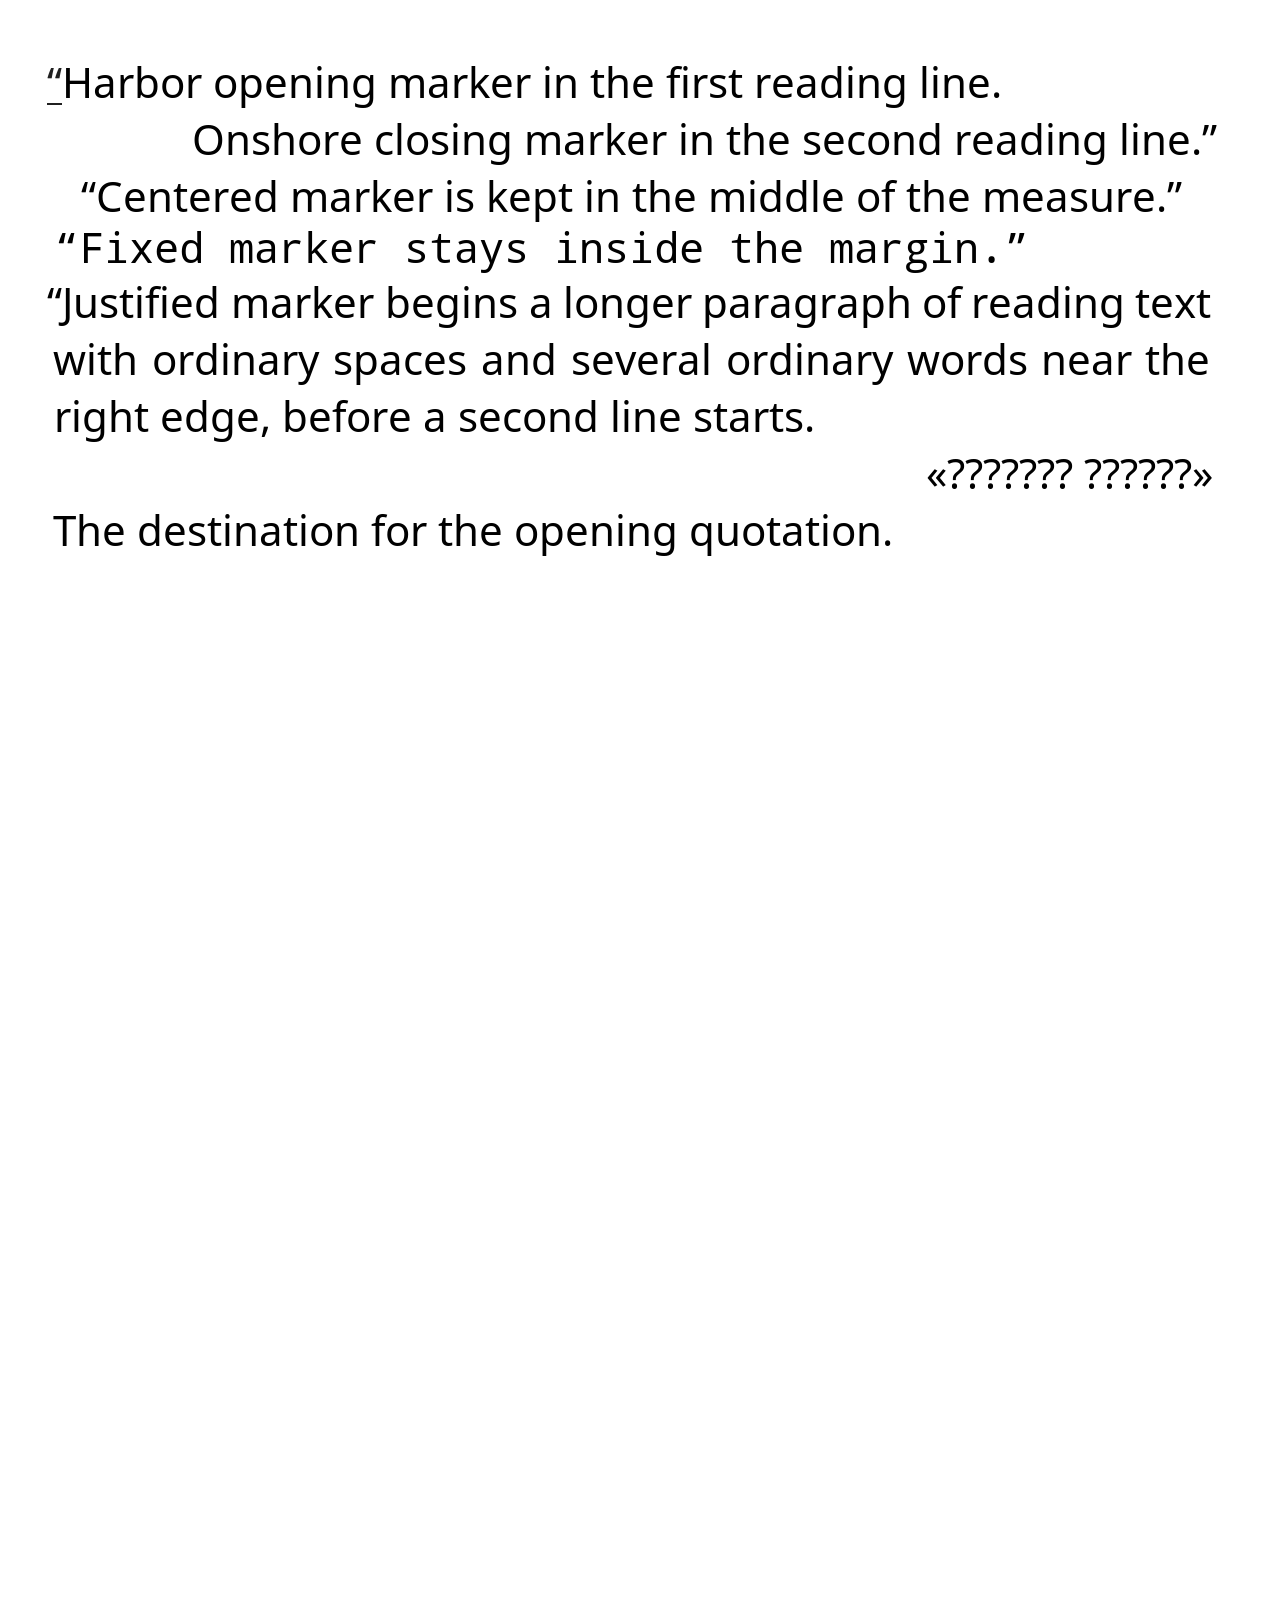 “Harbor opening marker in the first reading line.
Onshore closing marker in the second reading line.”
“Centered marker is kept in the middle of the measure.”
“Fixed marker stays inside the margin.”
“Justified marker begins a longer paragraph of reading text
with ordinary spaces and several ordinary words near the
right edge, before a second line starts.
«??????? ??????»
The destination for the opening quotation.